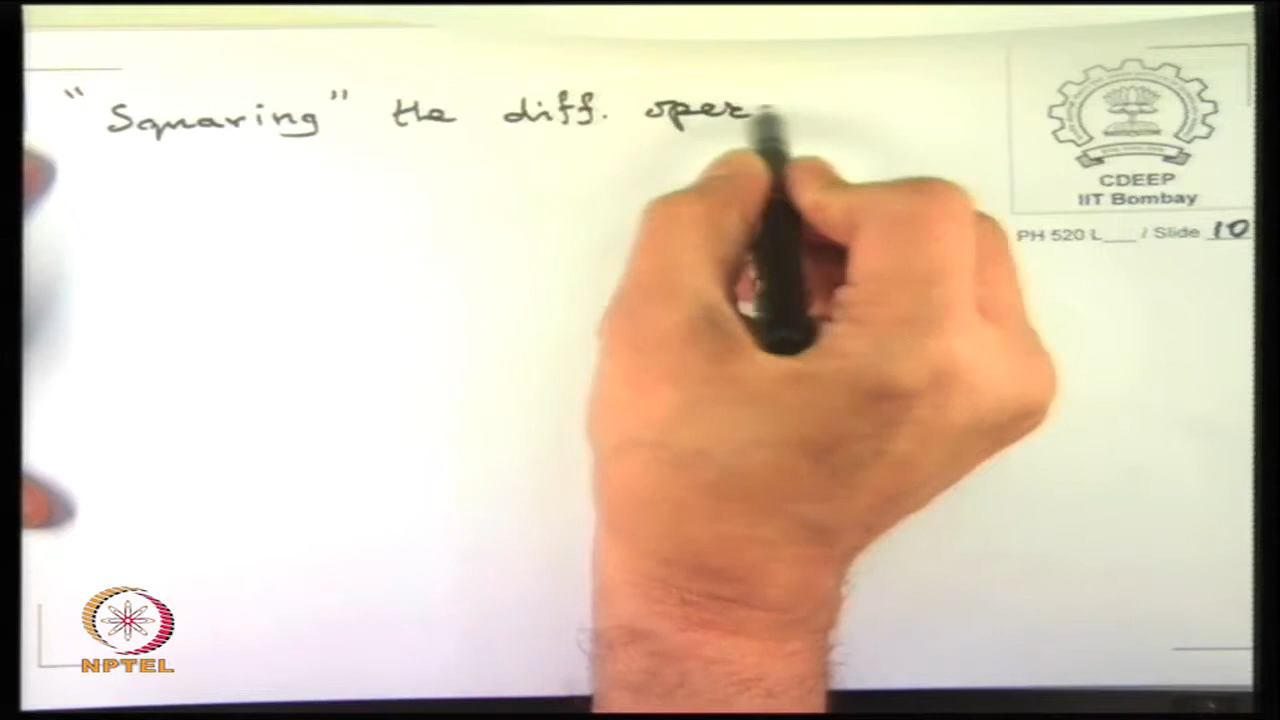 "Squaring" the diff. oper
CDEEP
IIT Bombay
PH 520 L___ / Slide 10
NPTEL